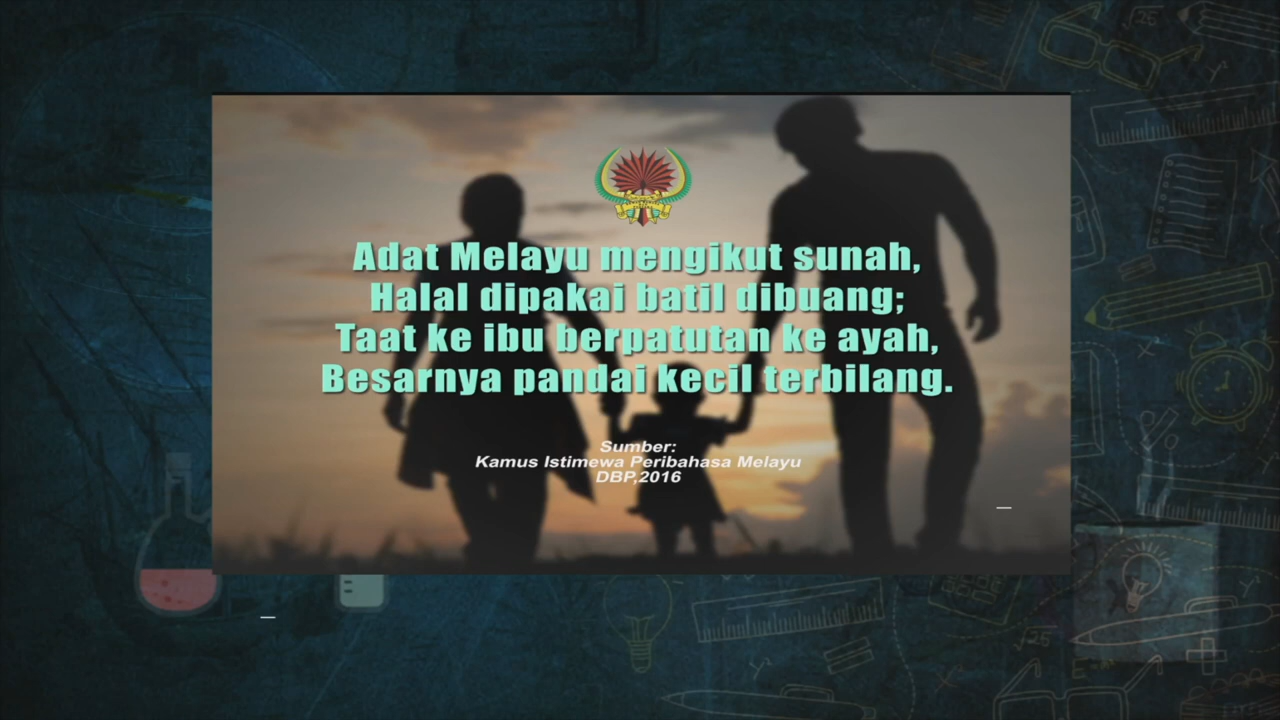 Adat Melayu mengikut sunah,
Halal dipakai batil dibuang;
Taat ke ibu berpatutan ke ayah,
Besarnya pandai kecil terbilang.
Sumber:
Kamus Istimewa Peribahasa Melayu
DBP,2016